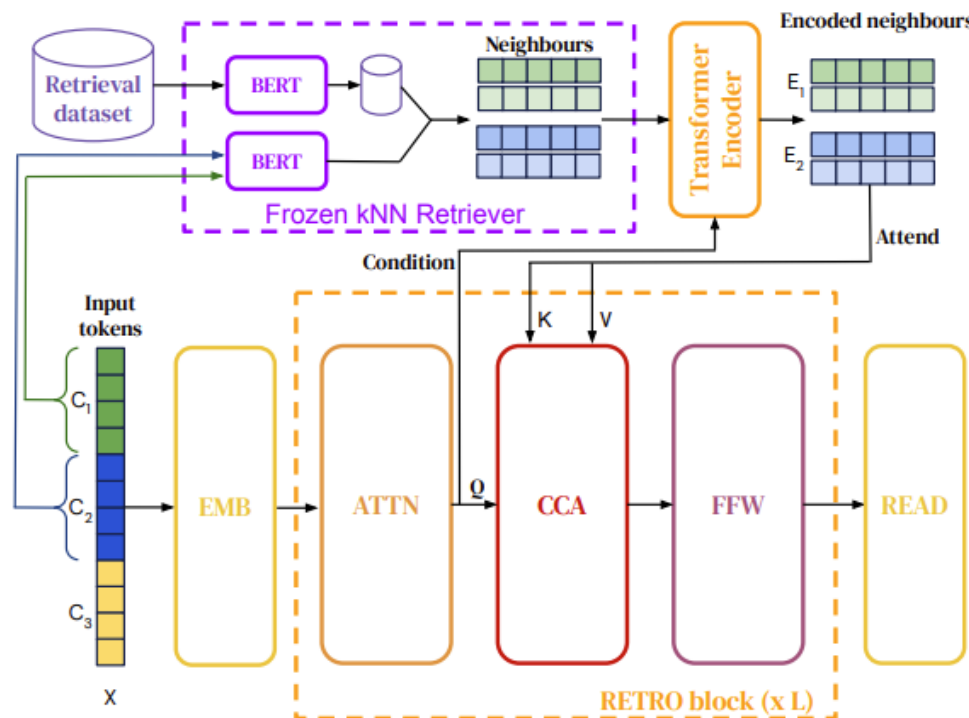 Encoded neighbours
Neighbours
Retrieval
dataset
BERT
BERT
Transformer
Encoder
E1
E2
Frozen kNN Retriever
Condition
Attend
Input
tokens
K
V
C1
C2
C3
EMB
ATTN
Q
CCA
FFW
READ
X
RETRO block (x L)